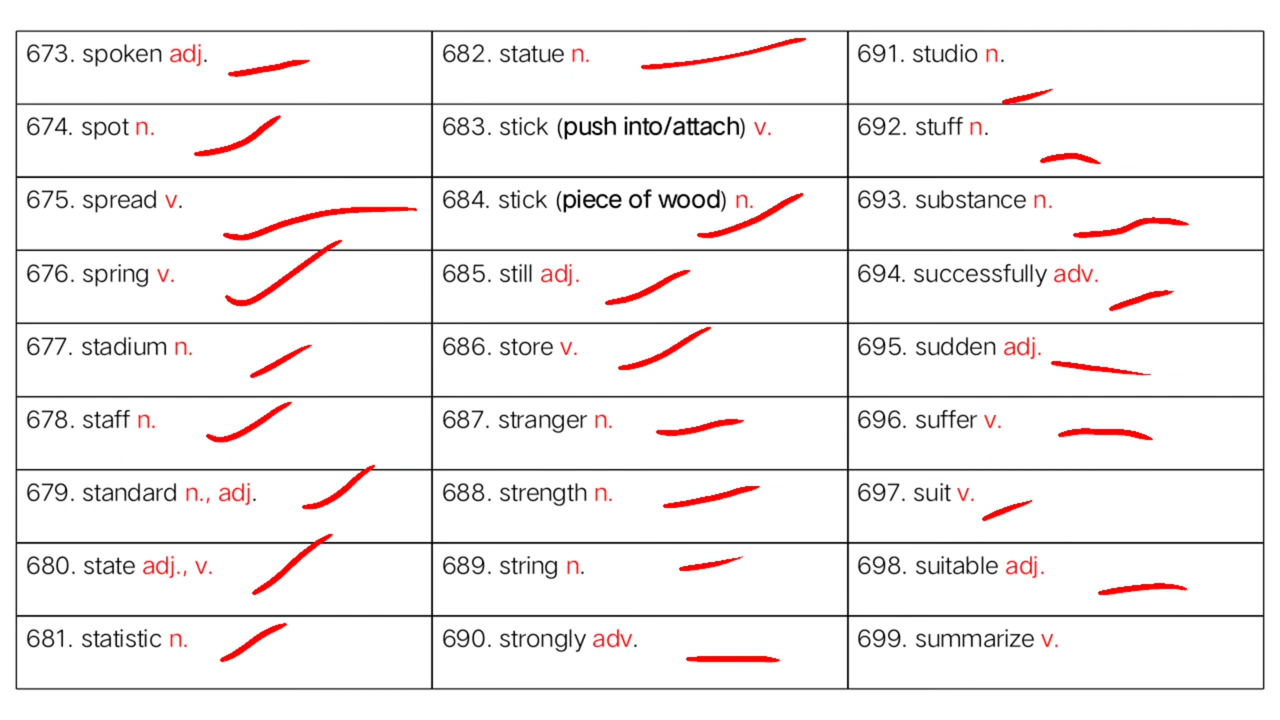 673. spoken adj.
674. spot n.
675. spread v.
676. spring v.
677. stadium n.
678. staff n.
679. standard n., adj.
680. state adj., v.
681. statistic n.
682. statue n.
683. stick (push into/attach) v.
684. stick (piece of wood) n.
685. still adj.
686. store v.
687. stranger n.
688. strength n.
689. string n.
690. strongly adv.
691. studio n.
692. stuff n.
693. substance n.
694. successfully adv.
695. sudden adj.
696. suffer v.
697. suit v.
698. suitable adj.
699. summarize v.